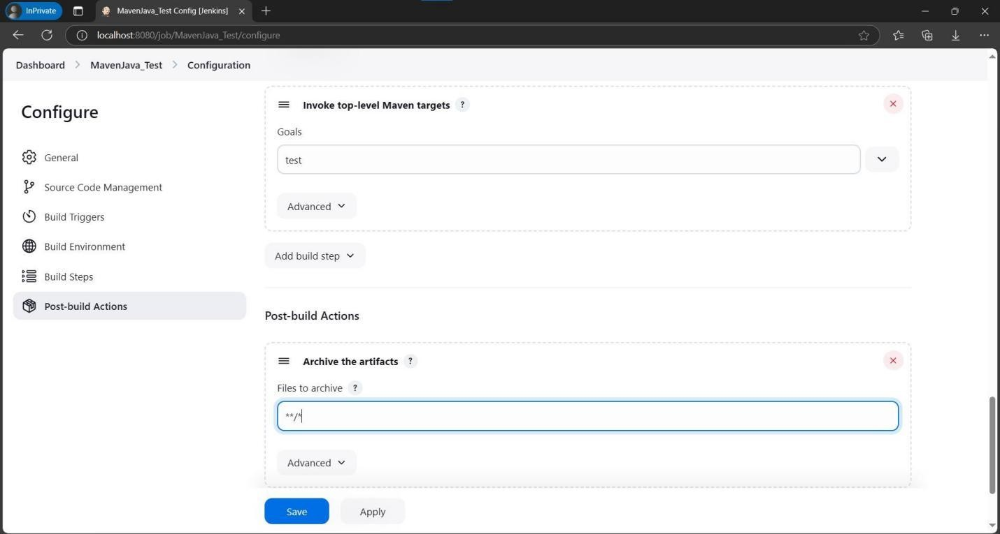 InPrivate MavenJava_Test Config [Jenkins]
localhost:8080/job/MavenJava_Test/configure
Dashboard > MavenJava_Test > Configuration
Configure
General
Source Code Management
Build Triggers
Build Environment
Build Steps
Post-build Actions
Invoke top-level Maven targets ?
Goals
test
Advanced
Add build step
Post-build Actions
Archive the artifacts ?
Files to archive ?
**/*
Advanced
Save Apply